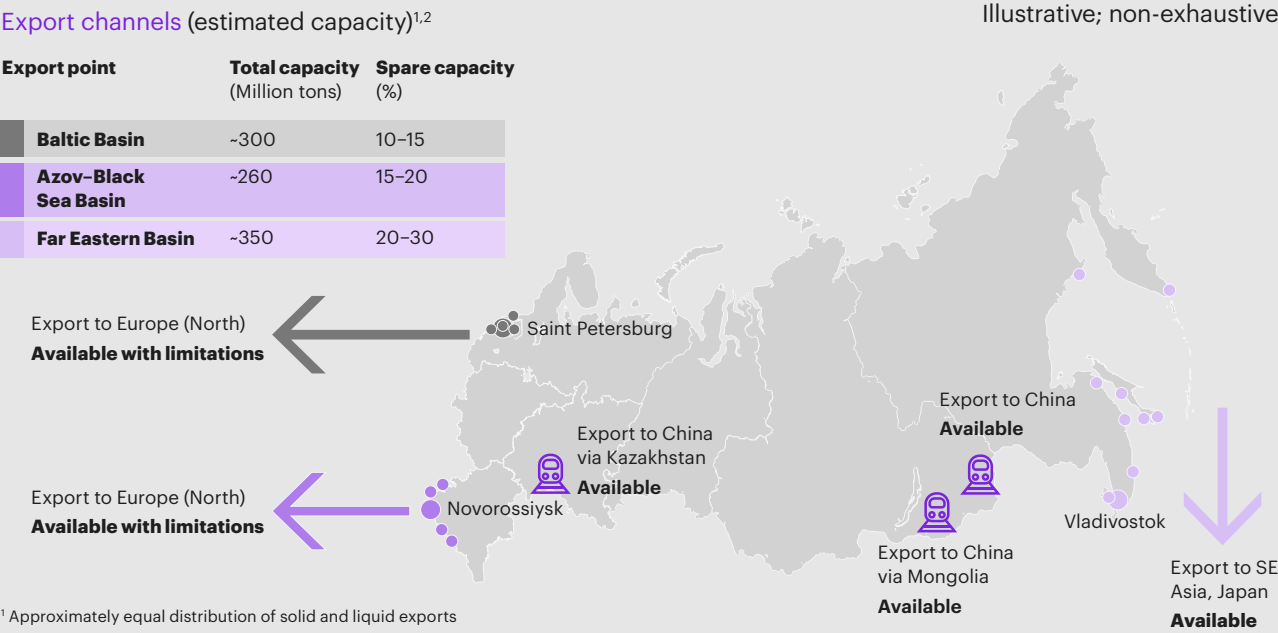 Export channels (estimated capacity)¹,²
Illustrative; non-exhaustive
Export point Total capacity Spare capacity
(Million tons) (%)
Baltic Basin ~300 10–15
Azov–Black ~260 15–20
Sea Basin
Far Eastern Basin ~350 20–30
Export to Europe (North)
Available with limitations
Saint Petersburg
Export to China
Available
Export to China
via Kazakhstan
Available
Export to Europe (North)
Available with limitations
Novorossiysk
Vladivostok
Export to China
via Mongolia
Available
Export to SE
Asia, Japan
Available
¹ Approximately equal distribution of solid and liquid exports